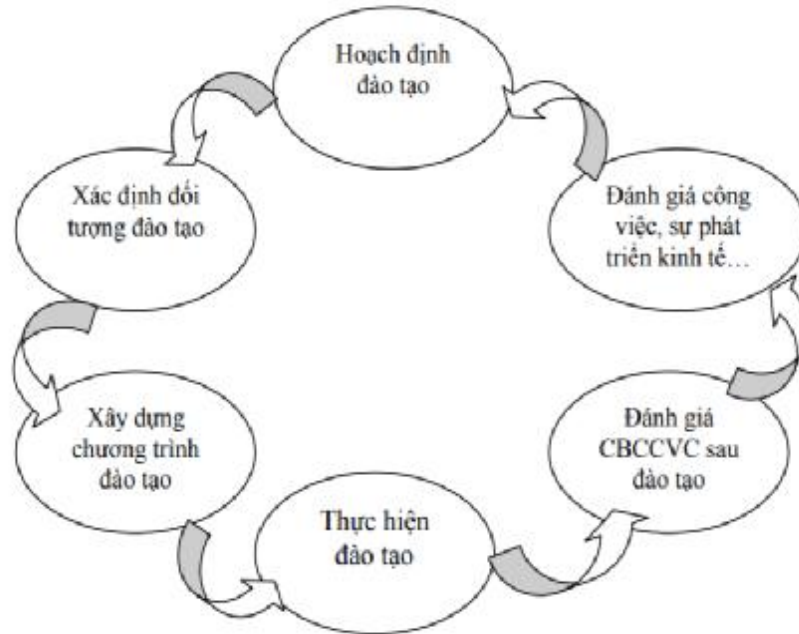 Hoạch định
đào tạo
Xác định đối
tượng đào tạo
Đánh giá công
việc, sự phát
triển kinh tế…
Xây dựng
chương trình
đào tạo
Đánh giá
CBCCVC sau
đào tạo
Thực hiện
đào tạo